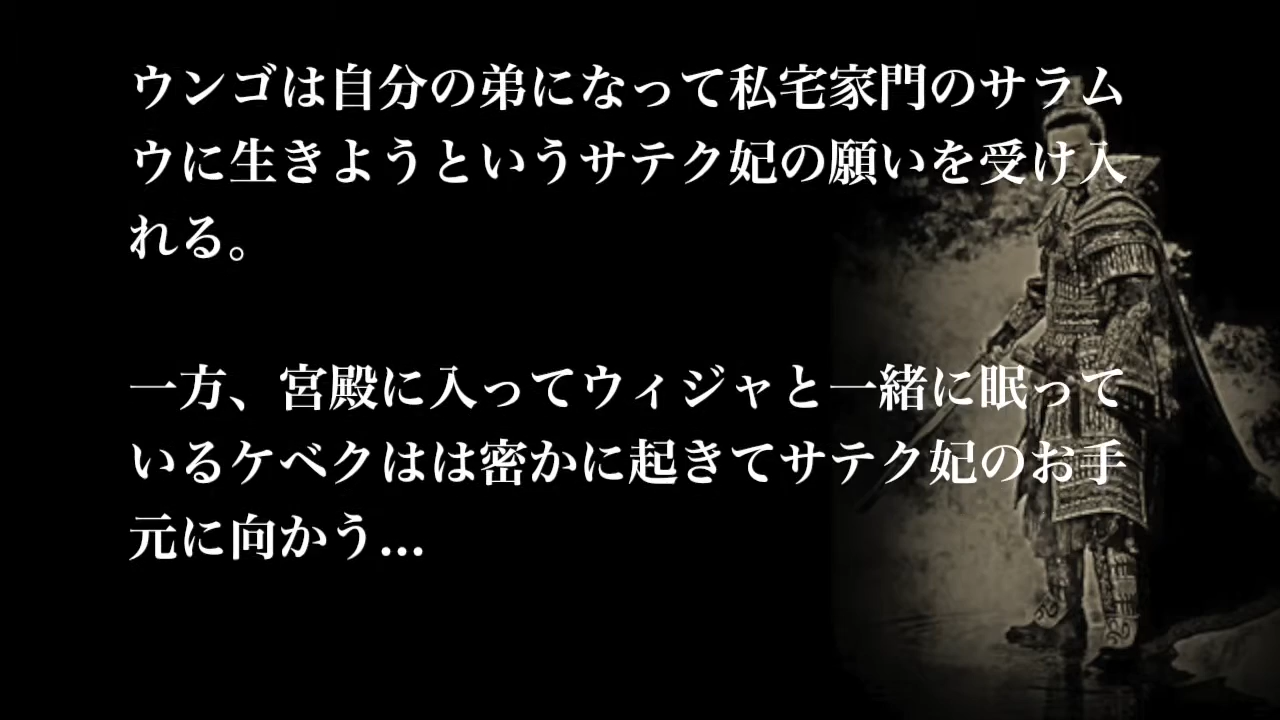 ウンゴは自分の弟になって私宅家門のサラム
ウに生きようというサテク妃の願いを受け入
れる。
一方、宮殿に入ってウィジャと一緒に眠って
いるケベクはは密かに起きてサテク妃のお手
元に向かう...